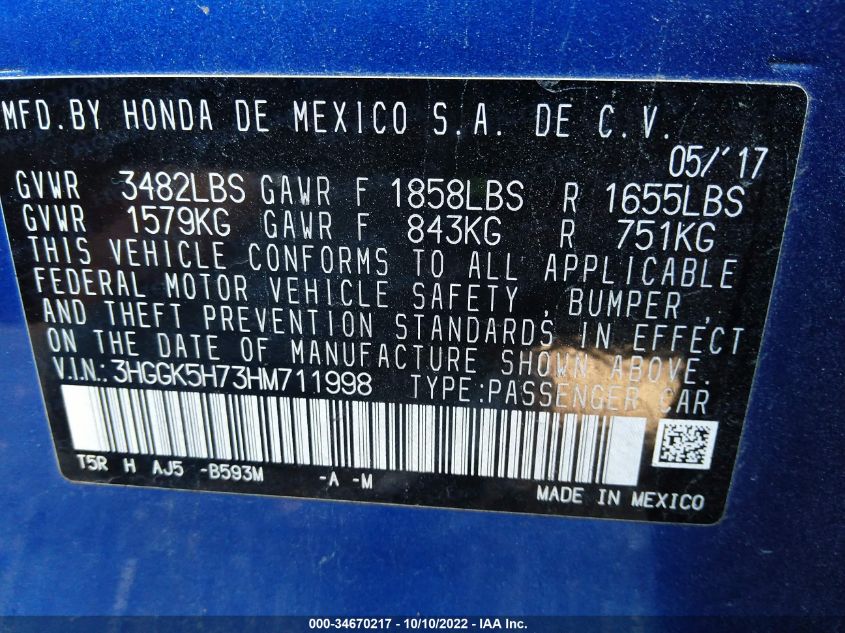 MFD.BY HONDA DE MEXICO S.A. DE C.V.
05/'17
GVWR 3482LBS GAWR F 1858LBS R 1655LBS
GVWR 1579KG GAWR F 843KG R 751KG
THIS VEHICLE CONFORMS TO ALL APPLICABLE
FEDERAL MOTOR VEHICLE SAFETY , BUMPER ,
AND THEFT PREVENTION STANDARDS IN EFFECT
ON THE DATE OF MANUFACTURE SHOWN ABOVE.
V.I.N.: 3HGGK5H73HM711998 TYPE:PASSENGER CAR
T5R H AJ5 -B593M -A -M
MADE IN MEXICO
000-34670217 - 10/10/2022 - IAA Inc.